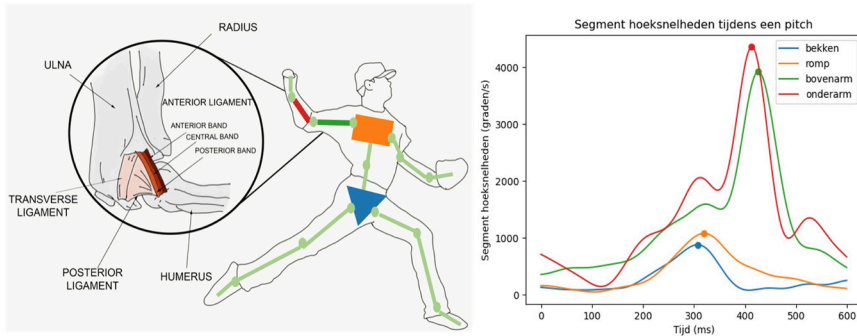 RADIUS
ULNA
ANTERIOR LIGAMENT
ANTERIOR BAND
CENTRAL BAND
POSTERIOR BAND
TRANSVERSE
LIGAMENT
POSTERIOR
LIGAMENT
HUMERUS
Segment hoeksnelheden tijdens een pitch
bekken
romp
bovenarm
onderarm
Segment hoeksnelheden (graden/s)
4000
3000
2000
1000
0
0 100 200 300 400 500 600
Tijd (ms)